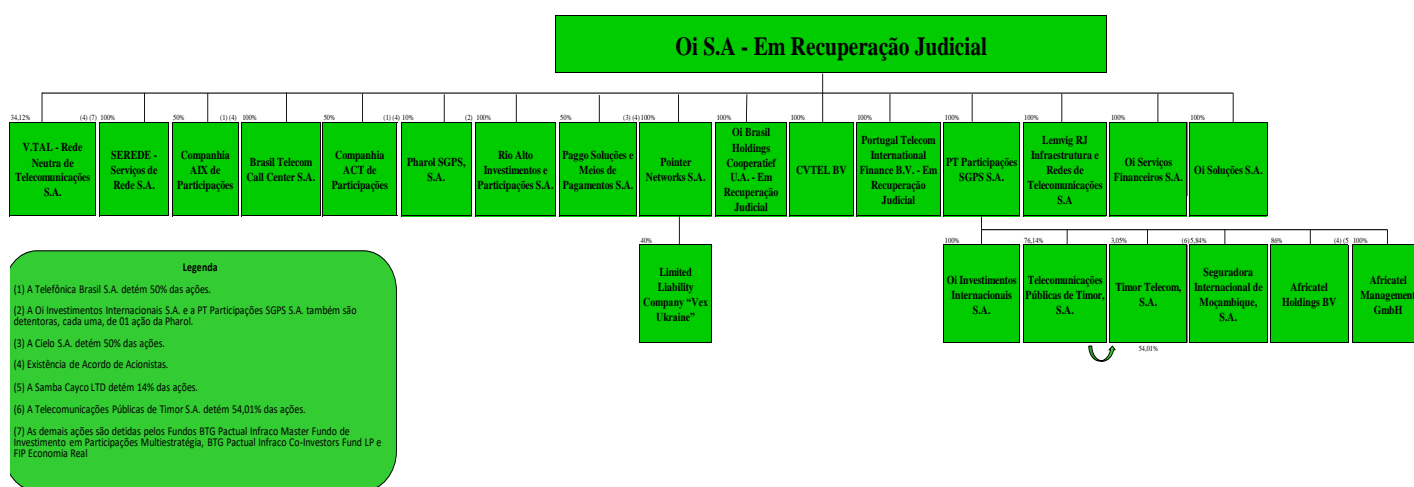 Oi S.A - Em Recuperação Judicial
34,12%
(4) (7)
V.TAL - Rede
Neutra de
Telecomunicações
S.A.
100%
SEREDE -
Serviços de
Rede S.A.
50%
(1) (4)
Companhia
AIX de
Participações
100%
Brasil Telecom
Call Center S.A.
50%
(1) (4)
Companhia
ACT de
Participações
10%
(2)
Pharol SGPS,
S.A.
100%
Rio Alto
Investimentos e
Participações S.A.
50%
(3) (4)
Paggo Soluções e
Meios de
Pagamentos S.A.
100%
Pointer
Networks S.A.
100%
Oi Brasil
Holdings
Cooperatief
U.A. - Em
Recuperação
Judicial
100%
CVTEL BV
100%
Portugal Telecom
International
Finance B.V. - Em
Recuperação
Judicial
100%
PT Participações
SGPS S.A.
100%
Lemvig RJ
Infraestrutura e
Redes de
Telecomunicações
S.A
100%
Oi Serviços
Financeiros S.A.
100%
Oi Soluções S.A.
40%
Limited
Liability
Company “Vex
Ukraine”
100%
Oi Investimentos
Internacionais
S.A.
76,14%
Telecomunicações
Públicas de Timor,
S.A.
3,05%
(6)
Timor Telecom,
S.A.
5,84%
Seguradora
Internacional de
Moçambique,
S.A.
86%
(4) (5
Africatel
Holdings BV
100%
Africatel
Management
GmbH
54,01%
Legenda
(1) A Telefônica Brasil S.A. detém 50% das ações.
(2) A Oi Investimentos Internacionais S.A. e a PT Participações SGPS S.A. também são
detentoras, cada uma, de 01 ação da Pharol.
(3) A Cielo S.A. detém 50% das ações.
(4) Existência de Acordo de Acionistas.
(5) A Samba Cayco LTD detém 14% das ações.
(6) A Telecomunicações Públicas de Timor S.A. detém 54,01% das ações.
(7) As demais ações são detidas pelos Fundos BTG Pactual Infraco Master Fundo de
Investimento em Participações Multiestratégia, BTG Pactual Infraco Co-Investors Fund LP e
FIP Economia Real